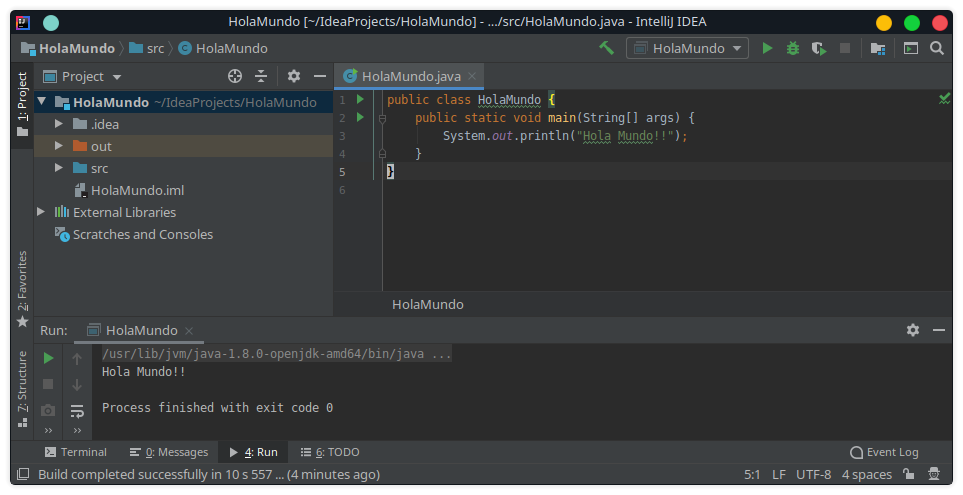 HolaMundo [~/IdeaProjects/HolaMundo] - .../src/HolaMundo.java - IntelliJ IDEA
HolaMundo src HolaMundo HolaMundo
1: Project
Project
HolaMundo.java
HolaMundo ~/IdeaProjects/HolaMundo
.idea
out
src
HolaMundo.iml
External Libraries
Scratches and Consoles
1 public class HolaMundo {
2 public static void main(String[] args) {
3 System.out.println("Hola Mundo!!");
4 }
5 }
6
HolaMundo
2: Favorites
7: Structure
Run: HolaMundo
/usr/lib/jvm/java-1.8.0-openjdk-amd64/bin/java ...
Hola Mundo!!
Process finished with exit code 0
Terminal 0: Messages 4: Run 6: TODO Event Log
Build completed successfully in 10 s 557 ... (4 minutes ago) 5:1 LF UTF-8 4 spaces